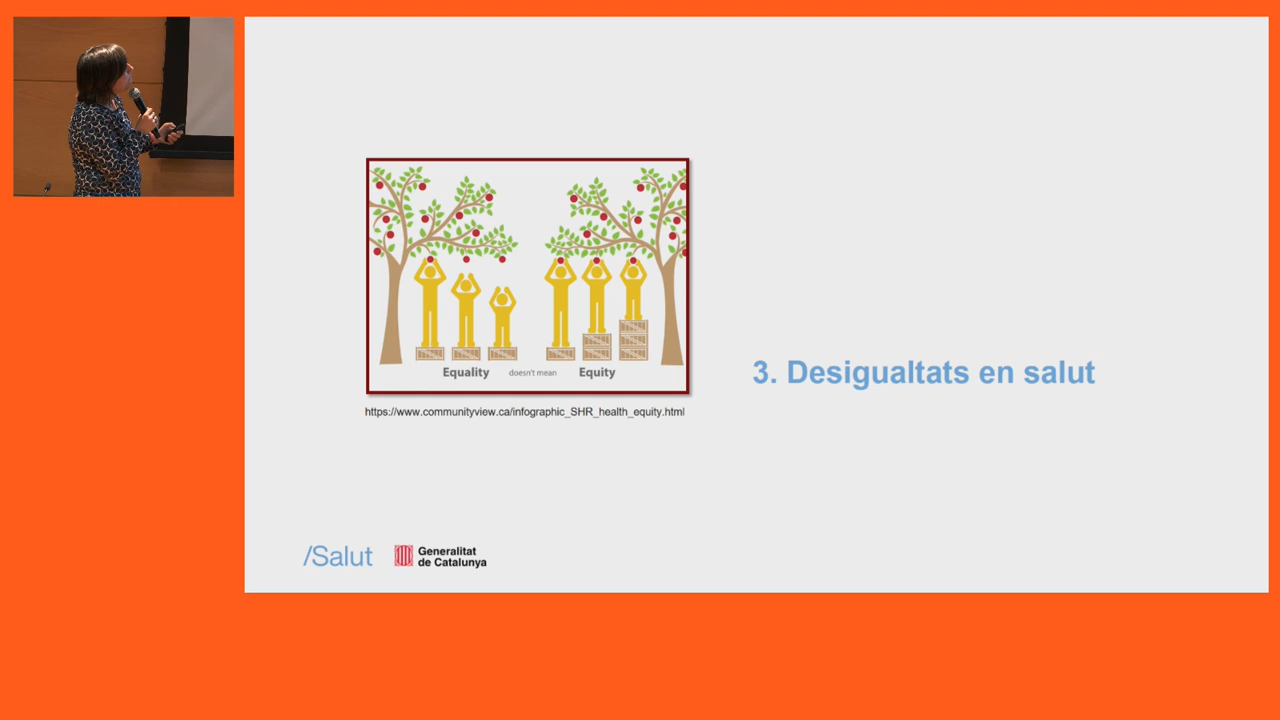 Equality doesn't mean Equity
https://www.communityview.ca/infographic_SHR_health_equity.html
3. Desigualtats en salut
/Salut
Generalitat
de Catalunya